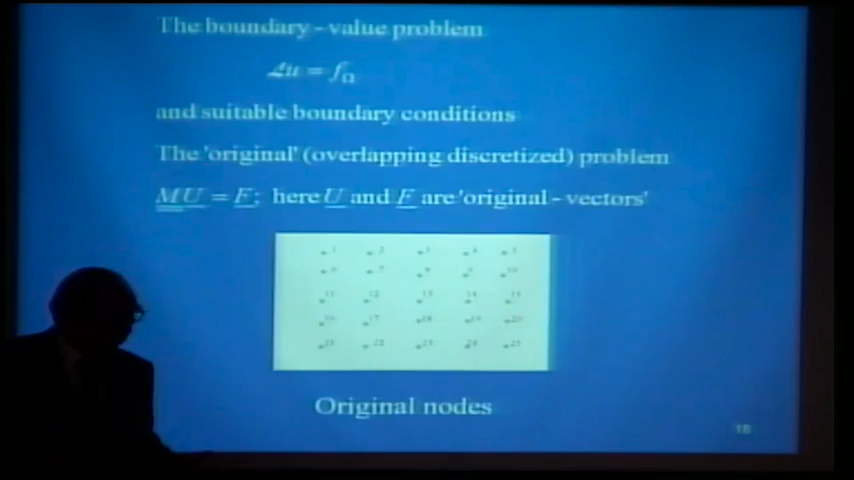 The boundary - value problem
ℒu = f_Ω
and suitable boundary conditions
The 'original' (overlapping discretized) problem
MU = F; here U and F are 'original - vectors'
1 2 3 4 5
6 7 8 9 10
11 12 13 14 15
16 17 18 19 20
21 22 23 24 25
Original nodes
18